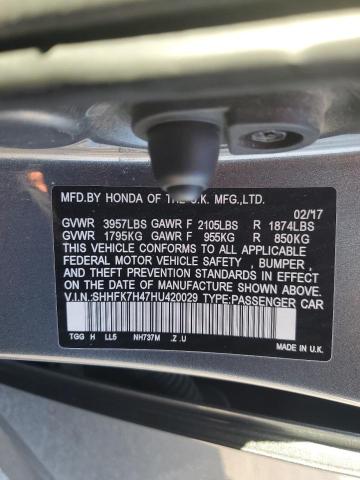 MFD.BY HONDA OF THE U.K. MFG.,LTD.
02/17
GVWR 3957LBS GAWR F 2105LBS R 1874LBS
GVWR 1795KG GAWR F 955KG R 850KG
THIS VEHICLE CONFORMS TO ALL APPLICABLE
FEDERAL MOTOR VEHICLE SAFETY, BUMPER,
AND THEFT PREVENTION STANDARDS IN EFFECT
ON THE DATE OF MANUFACTURE SHOWN ABOVE.
V.I.N.:SHHFK7H47HU420029 TYPE:PASSENGER CAR
TGG H LL5 NH737M .Z .U
MADE IN U.K.